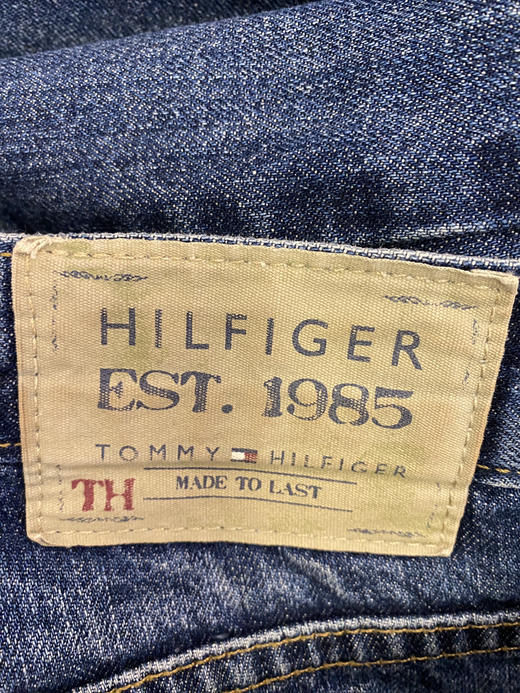 HILFIGER
EST. 1985
TOMMY HILFIGER
TH MADE TO LAST